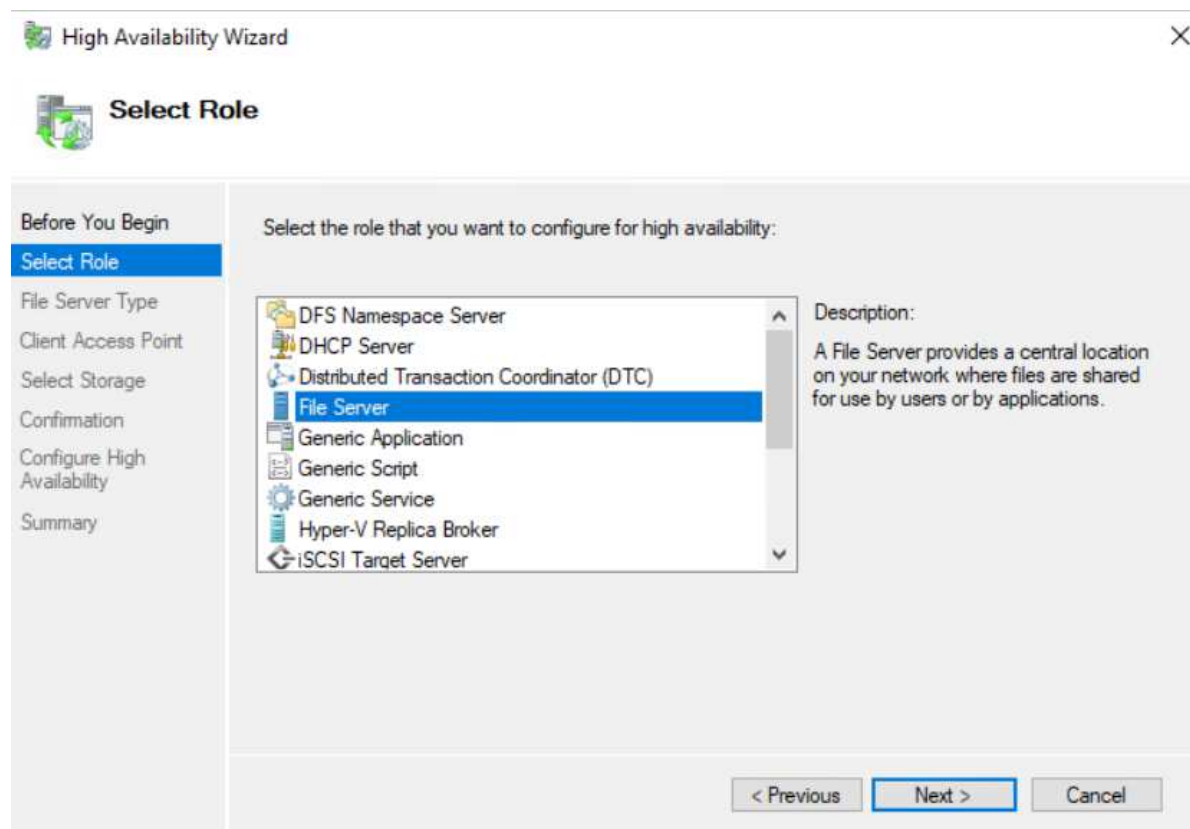 High Availability Wizard
Select Role
Before You Begin
Select Role
File Server Type
Client Access Point
Select Storage
Confirmation
Configure High
Availability
Summary
Select the role that you want to configure for high availability:
DFS Namespace Server
DHCP Server
Distributed Transaction Coordinator (DTC)
File Server
Generic Application
Generic Script
Generic Service
Hyper-V Replica Broker
iSCSI Target Server
Description:
A File Server provides a central location
on your network where files are shared
for use by users or by applications.
< Previous
Next >
Cancel